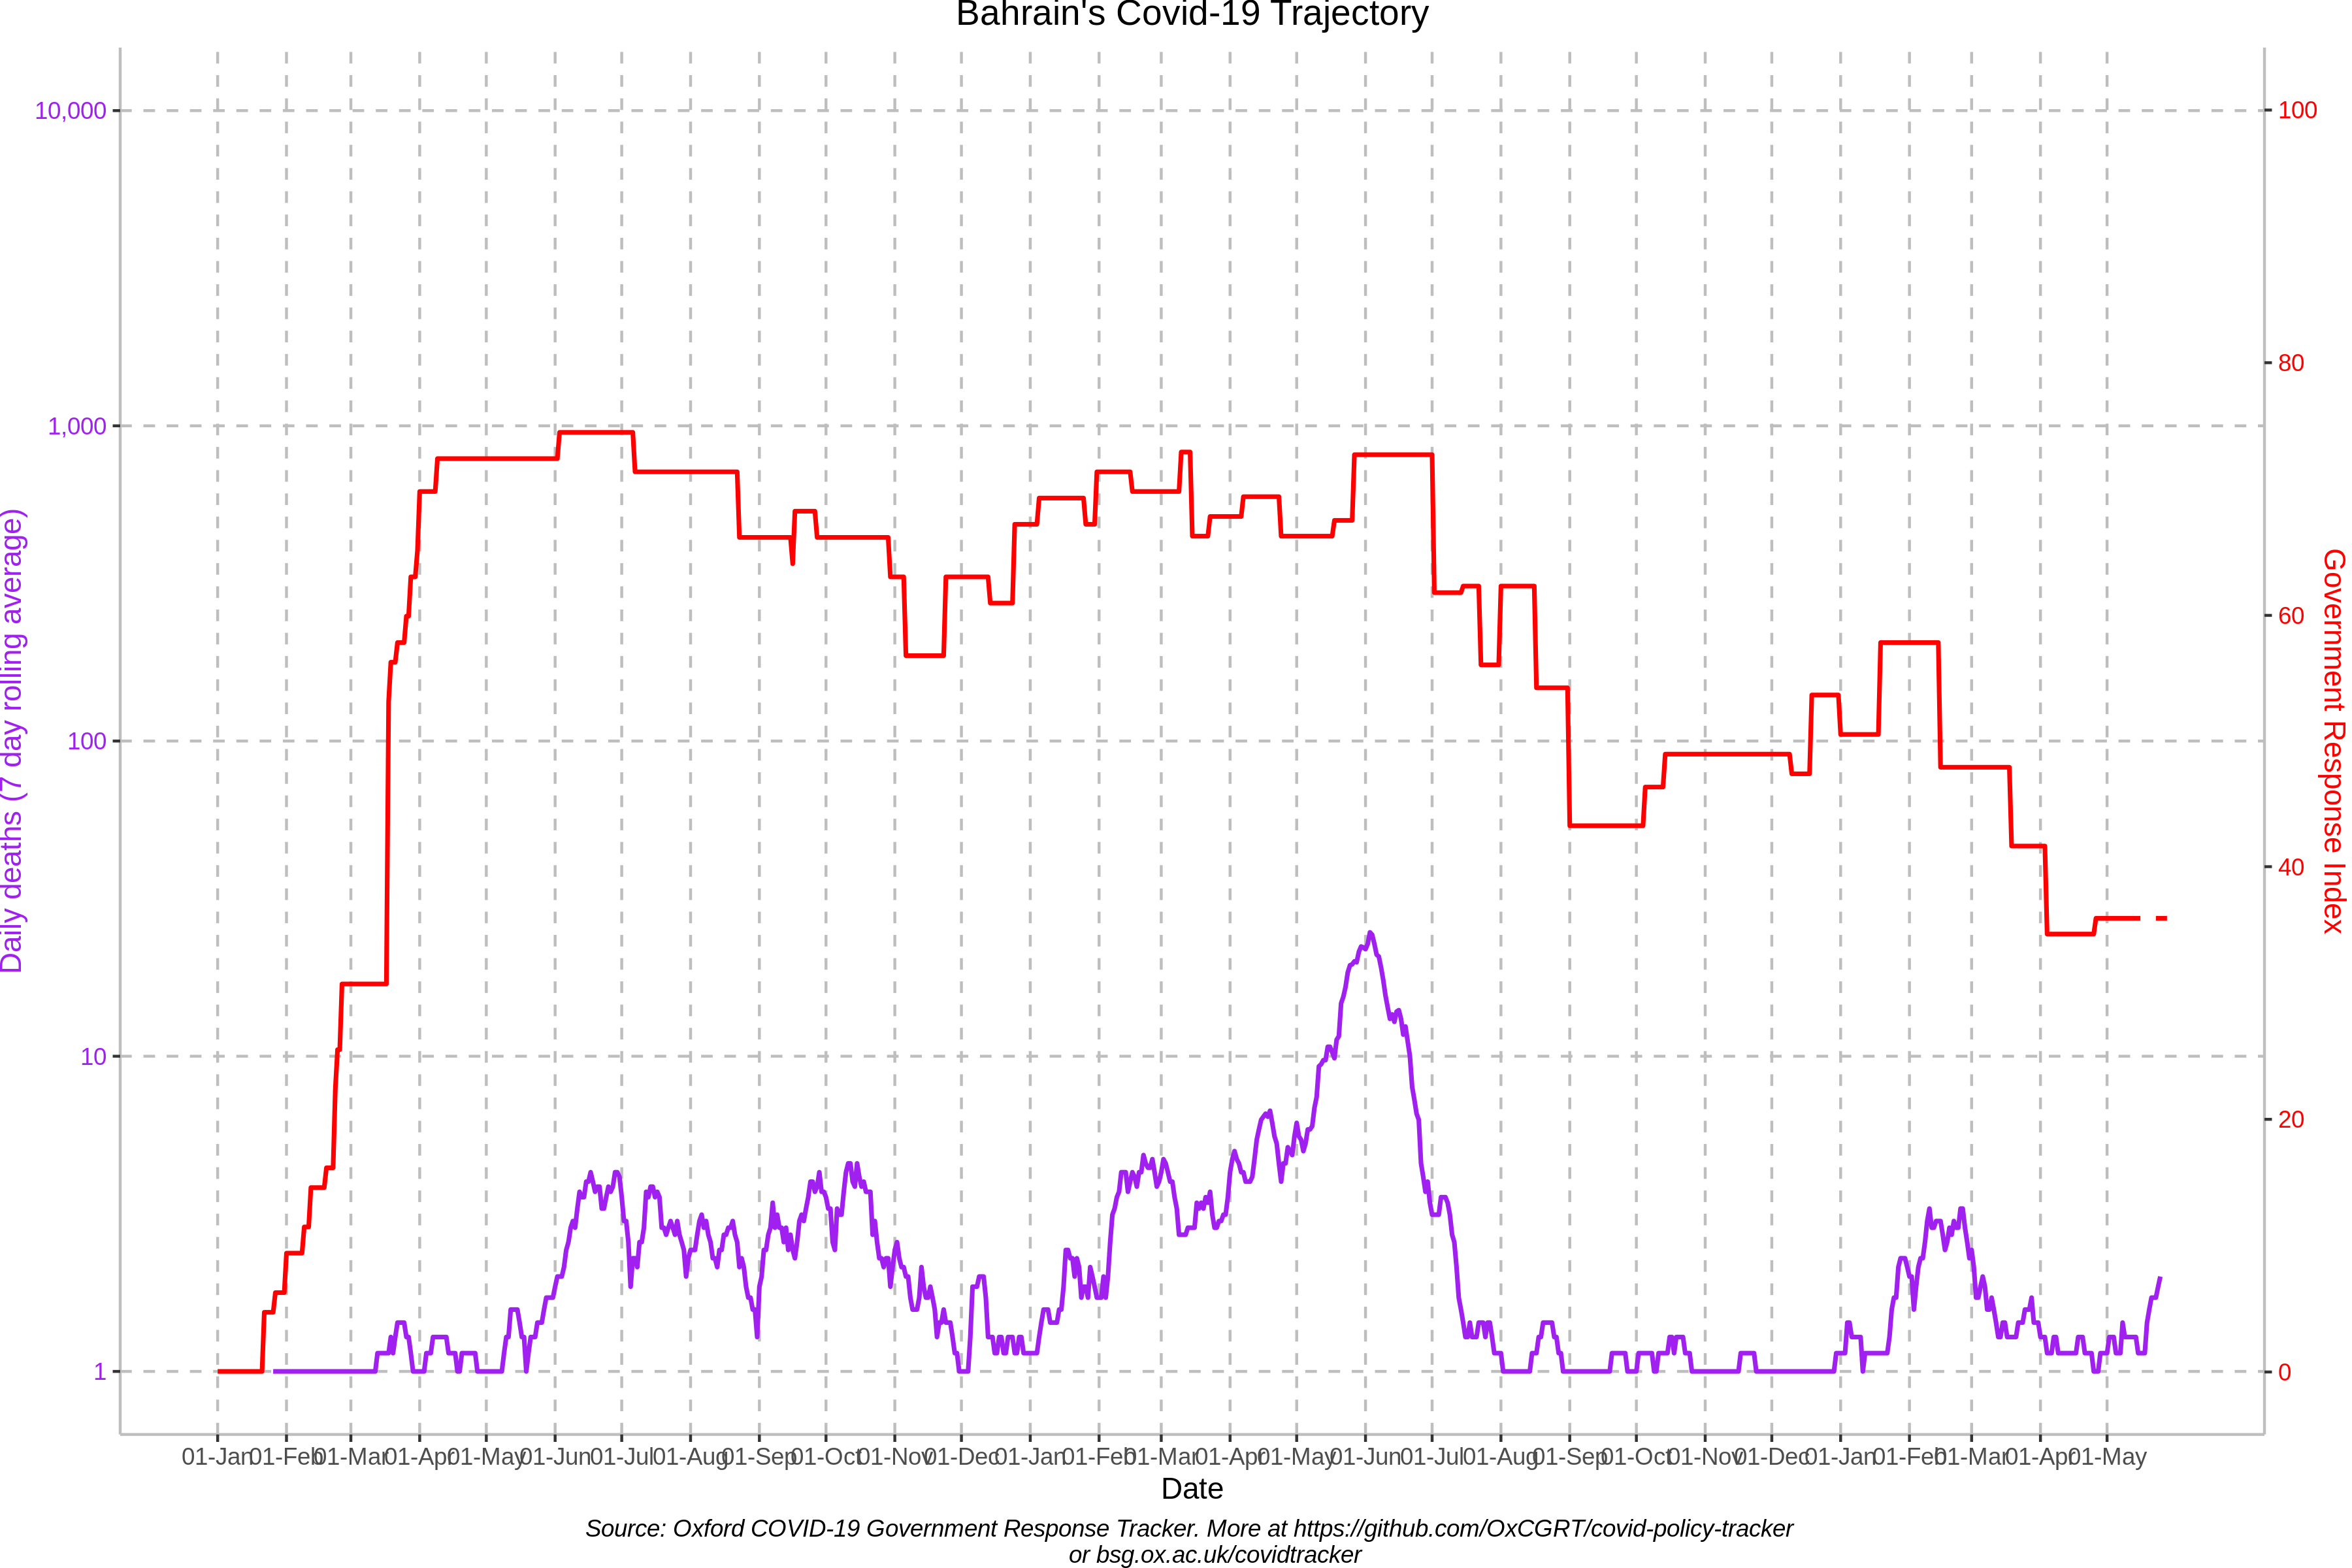 Bahrain's Covid-19 Trajectory
10,000
1,000
100
10
1
Daily deaths (7 day rolling average)
100
80
60
40
20
0
Government Response Index
01-Jan 01-Feb 01-Mar 01-Apr 01-May 01-Jun 01-Jul 01-Aug 01-Sep 01-Oct 01-Nov 01-Dec 01-Jan 01-Feb 01-Mar 01-Apr 01-May 01-Jun 01-Jul 01-Aug 01-Sep 01-Oct 01-Nov 01-Dec 01-Jan 01-Feb 01-Mar 01-Apr 01-May
Date
Source: Oxford COVID-19 Government Response Tracker. More at https://github.com/OxCGRT/covid-policy-tracker
or bsg.ox.ac.uk/covidtracker